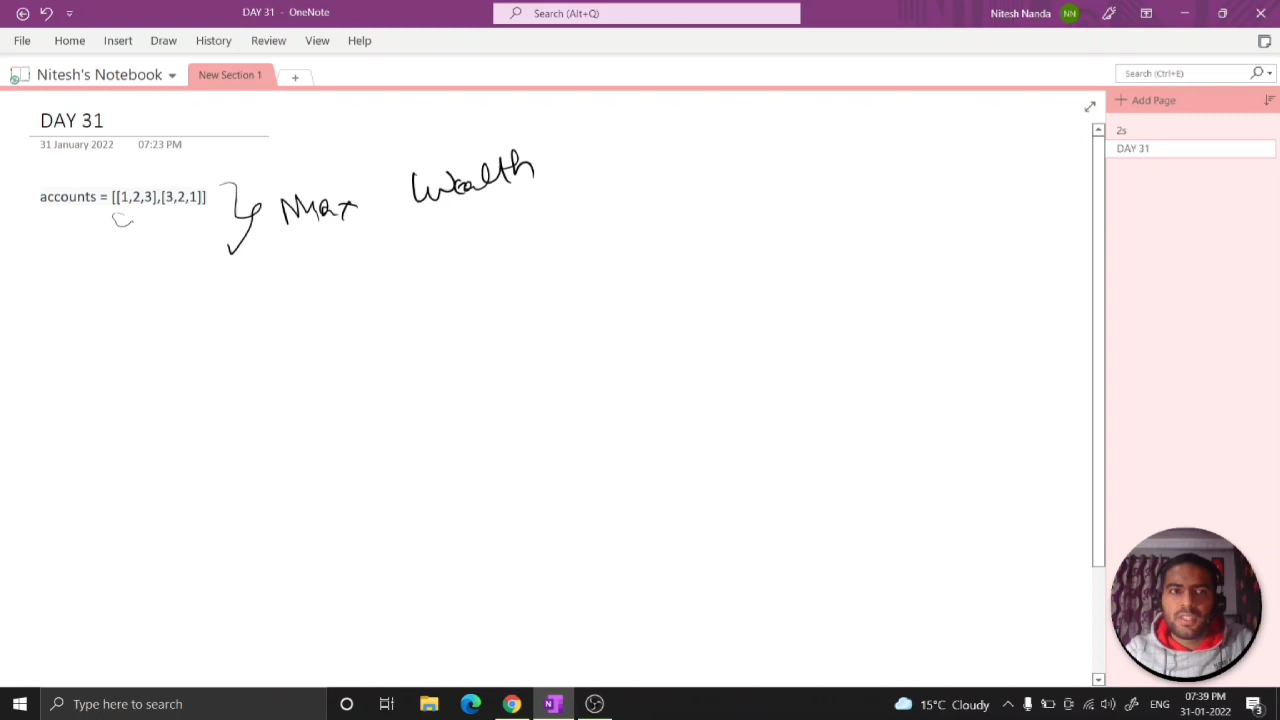 DAY 31 - OneNote
Search (Alt+Q)
Nitesh Nanda NN
File Home Insert Draw History Review View Help
Nitesh's Notebook New Section 1 +
Search (Ctrl+E)
Add Page
2s
DAY 31
DAY 31
31 January 2022 07:23 PM
accounts = [[1,2,3],[3,2,1]]
Max Wealth
Type here to search
15°C Cloudy
ENG
07:39 PM
31-01-2022
3